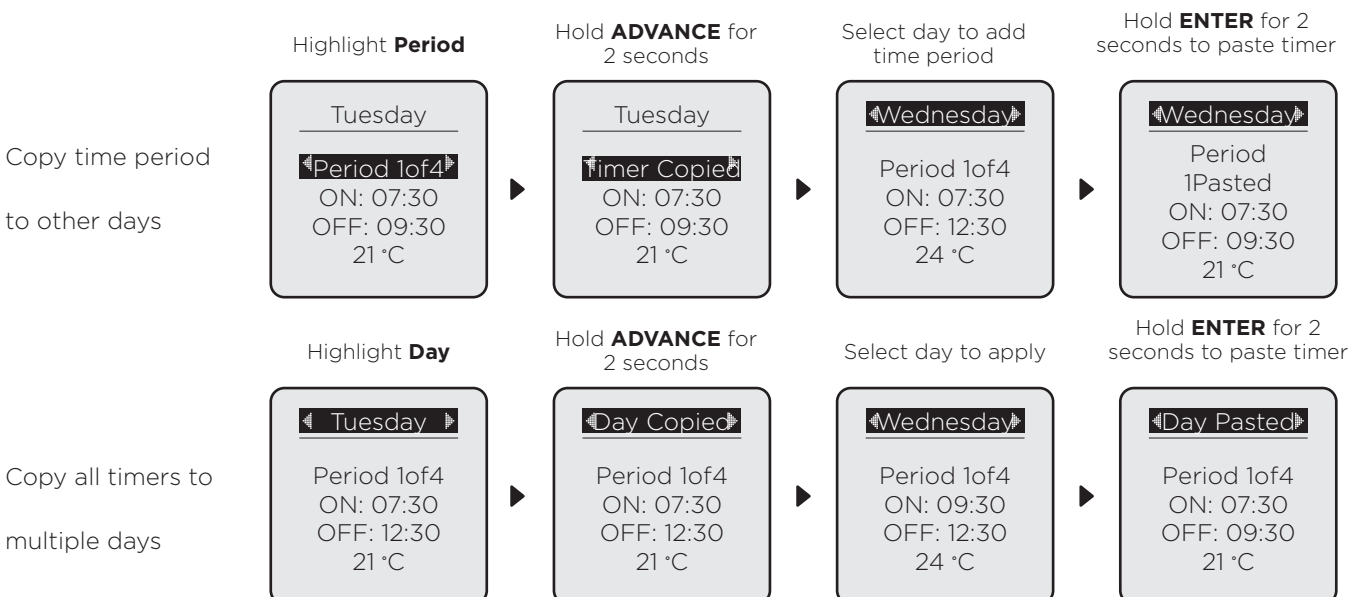 Highlight Period
Hold ADVANCE for
2 seconds
Select day to add
time period
Hold ENTER for 2
seconds to paste timer
Copy time period
to other days
Tuesday
Period 1of4
ON: 07:30
OFF: 09:30
21 °C
Tuesday
Timer Copied
ON: 07:30
OFF: 09:30
21 °C
Wednesday
Period 1of4
ON: 07:30
OFF: 12:30
24 °C
Wednesday
Period
1Pasted
ON: 07:30
OFF: 09:30
21 °C
Highlight Day
Hold ADVANCE for
2 seconds
Select day to apply
Hold ENTER for 2
seconds to paste timer
Copy all timers to
multiple days
Tuesday
Period 1of4
ON: 07:30
OFF: 12:30
21 °C
Day Copied
Period 1of4
ON: 07:30
OFF: 12:30
21 °C
Wednesday
Period 1of4
ON: 09:30
OFF: 12:30
24 °C
Day Pasted
Period 1of4
ON: 07:30
OFF: 09:30
21 °C